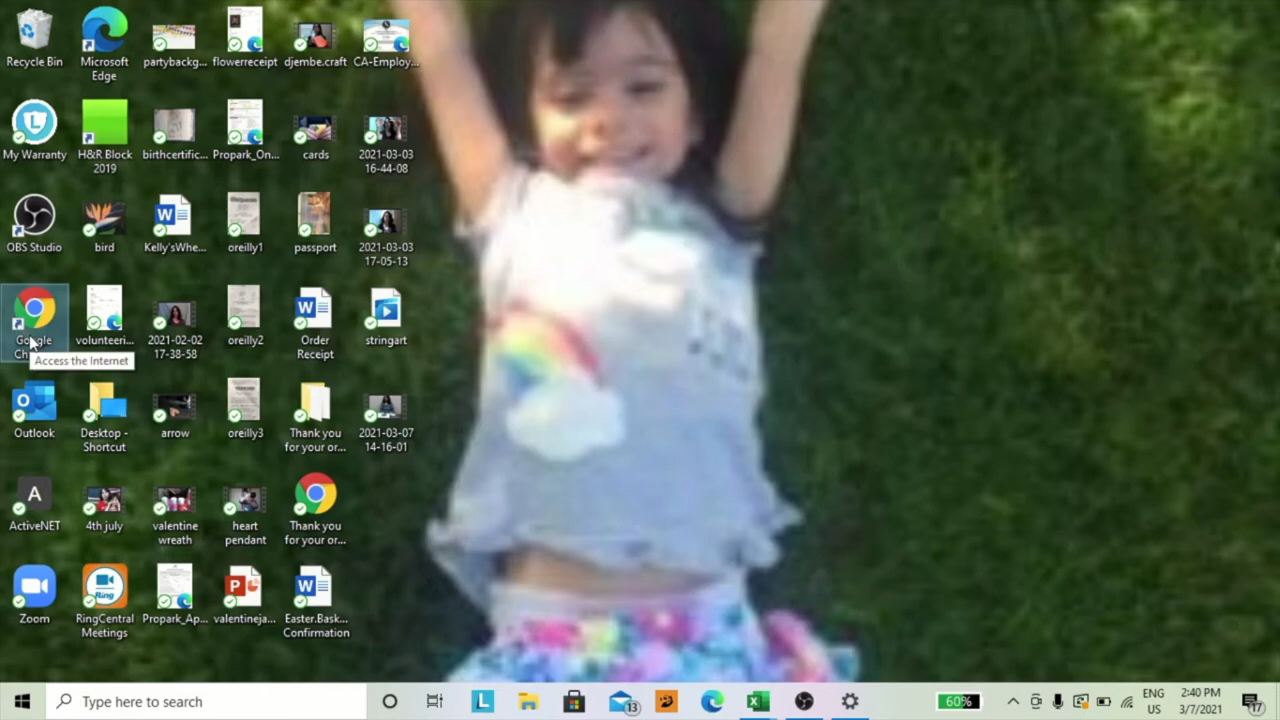 Recycle Bin
Microsoft
Edge
partybackg...
flowerreceipt
djembe.craft
CA-Employ...
My Warranty
H&R Block
2019
birthcertific...
Propark_On...
cards
2021-03-03
16-44-08
OBS Studio
bird
Kelly'sWhe...
oreilly1
passport
2021-03-03
17-05-13
Google
Access the Internet
volunteeri...
2021-02-02
17-38-58
oreilly2
Order
Receipt
stringart
Outlook
Desktop -
Shortcut
arrow
oreilly3
Thank you
for your or...
2021-03-07
14-16-01
A
ActiveNET
4th july
valentine
wreath
heart
pendant
Thank you
for your or...
Zoom
Ring
RingCentral
Meetings
Propark_Ap...
valentineja...
Easter.Bask...
Confirmation
Type here to search
L
13
60%
ENG
US
2:40 PM
3/7/2021
17